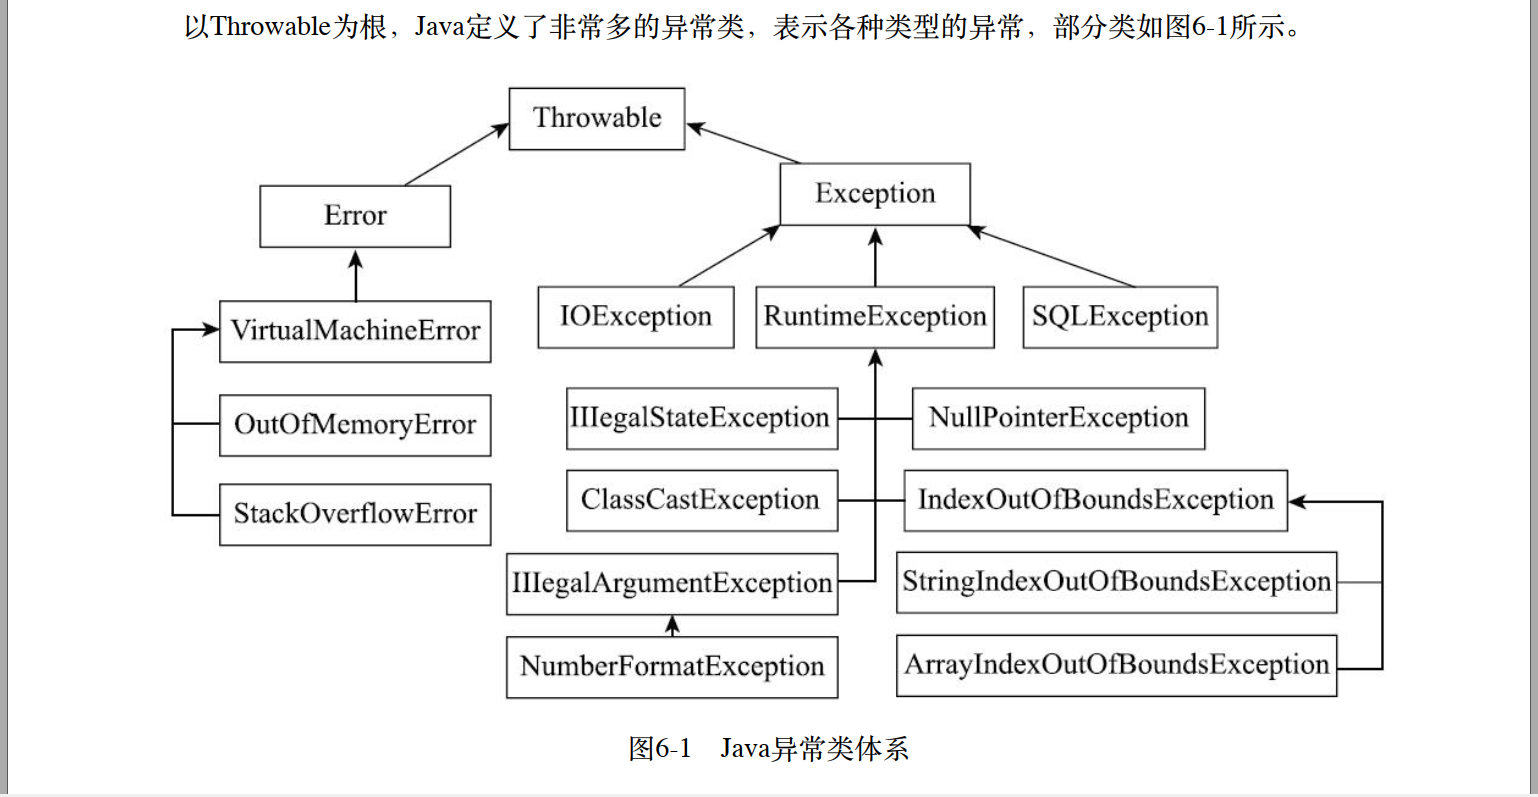 以Throwable为根，Java定义了非常多的异常类，表示各种类型的异常，部分类如图6-1所示。
Throwable
Error
Exception
VirtualMachineError
IOException
RuntimeException
SQLException
OutOfMemoryError
IIIegalStateException
NullPointerException
StackOverflowError
ClassCastException
IndexOutOfBoundsException
IIIegalArgumentException
StringIndexOutOfBoundsException
NumberFormatException
ArrayIndexOutOfBoundsException
图6-1 Java异常类体系